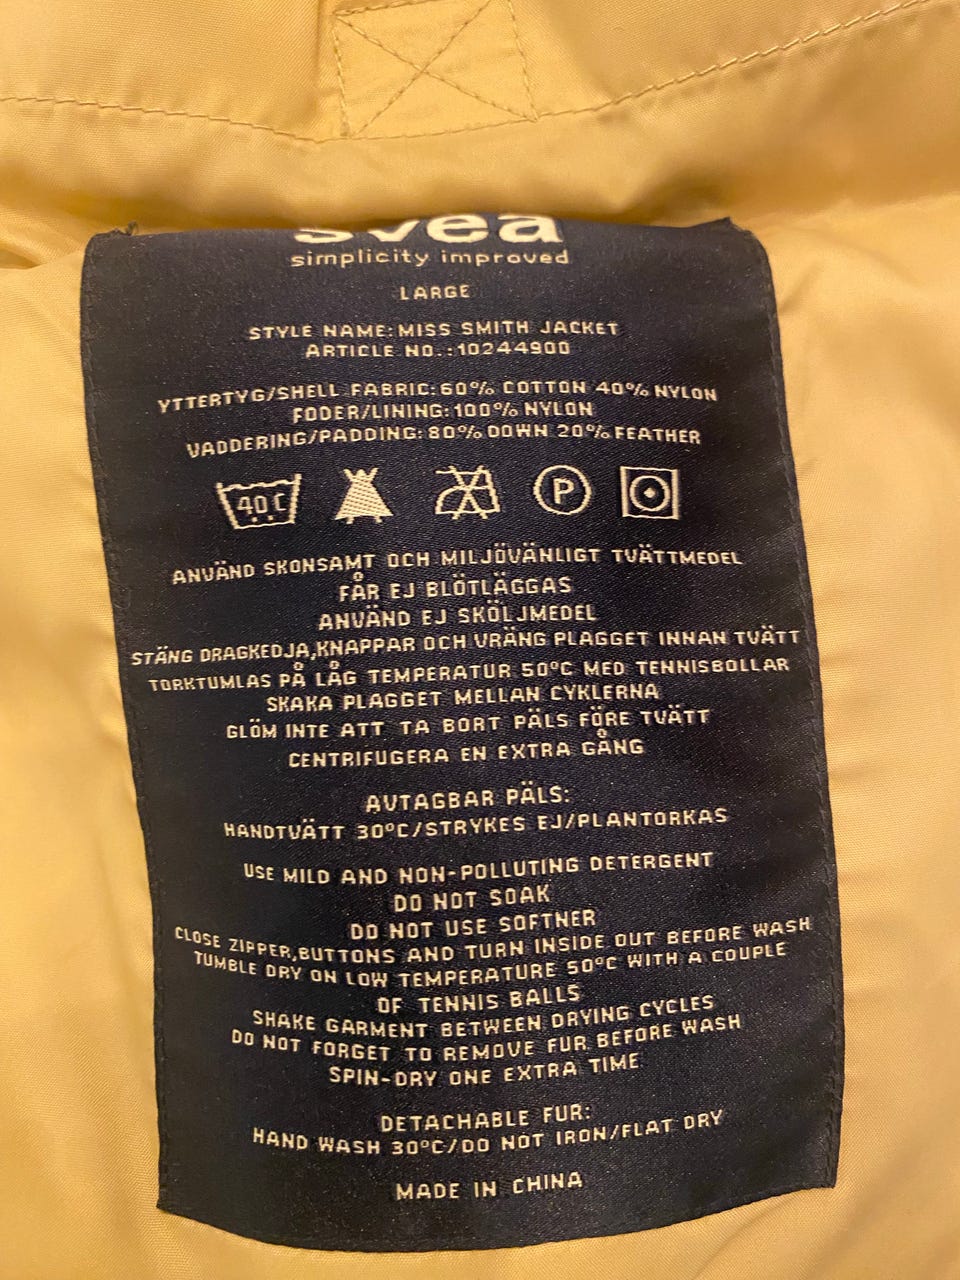 svea
simplicity improved
LARGE
STYLE NAME: MISS SMITH JACKET
ARTICLE NO.: 10244900
YTTERTYG/SHELL FABRIC: 60% COTTON 40% NYLON
FODER/LINING: 100% NYLON
VADDERING/PADDING: 80% DOWN 20% FEATHER
40 C P
ANVÄND SKONSAMT OCH MILJÖVÄNLIGT TVÄTTMEDEL
FÅR EJ BLÖTLÄGGAS
ANVÄND EJ SKÖLJMEDEL
STÄNG DRAGKEDJA,KNAPPAR OCH VRÄNG PLAGGET INNAN TVÄTT
TORKTUMLAS PÅ LÅG TEMPERATUR 50°C MED TENNISBOLLAR
SKAKA PLAGGET MELLAN CYKLERNA
GLÖM INTE ATT TA BORT PÄLS FÖRE TVÄTT
CENTRIFUGERA EN EXTRA GÅNG
AVTAGBAR PÄLS:
HANDTVÄTT 30°C/STRYKES EJ/PLANTORKAS
USE MILD AND NON-POLLUTING DETERGENT
DO NOT SOAK
DO NOT USE SOFTNER
CLOSE ZIPPER,BUTTONS AND TURN INSIDE OUT BEFORE WASH
TUMBLE DRY ON LOW TEMPERATURE 50°C WITH A COUPLE
OF TENNIS BALLS
SHAKE GARMENT BETWEEN DRYING CYCLES
DO NOT FORGET TO REMOVE FUR BEFORE WASH
SPIN-DRY ONE EXTRA TIME
DETACHABLE FUR:
HAND WASH 30°C/DO NOT IRON/FLAT DRY
MADE IN CHINA